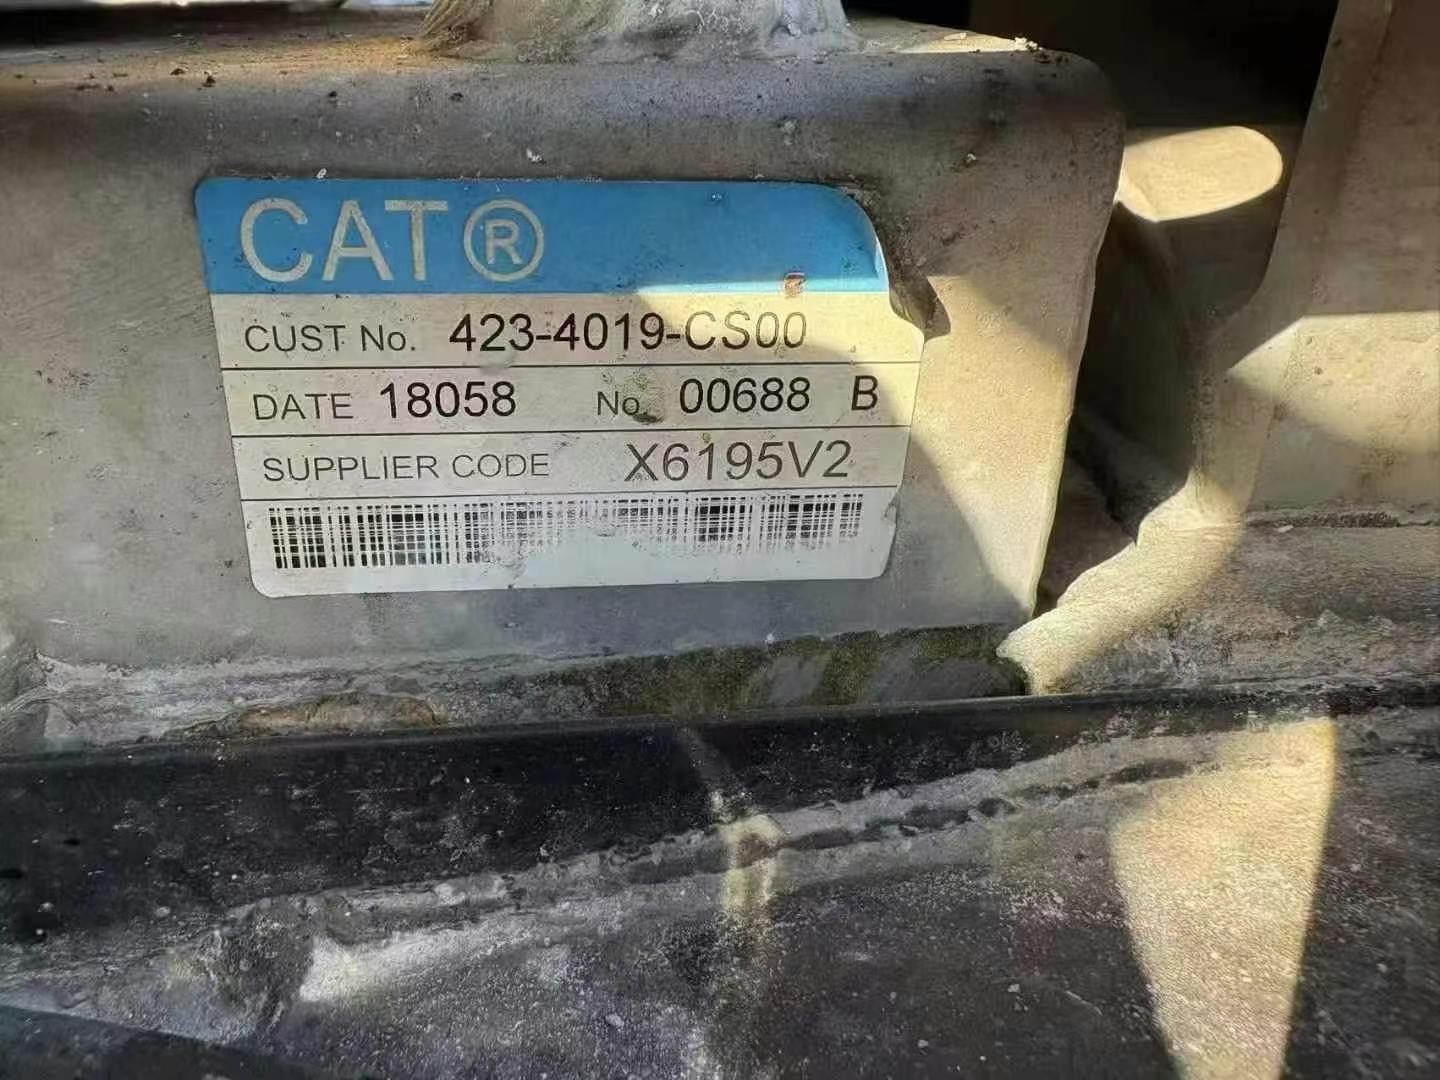 CAT®
CUST No. 423-4019-CS00
DATE 18058 No. 00688 B
SUPPLIER CODE X6195V2